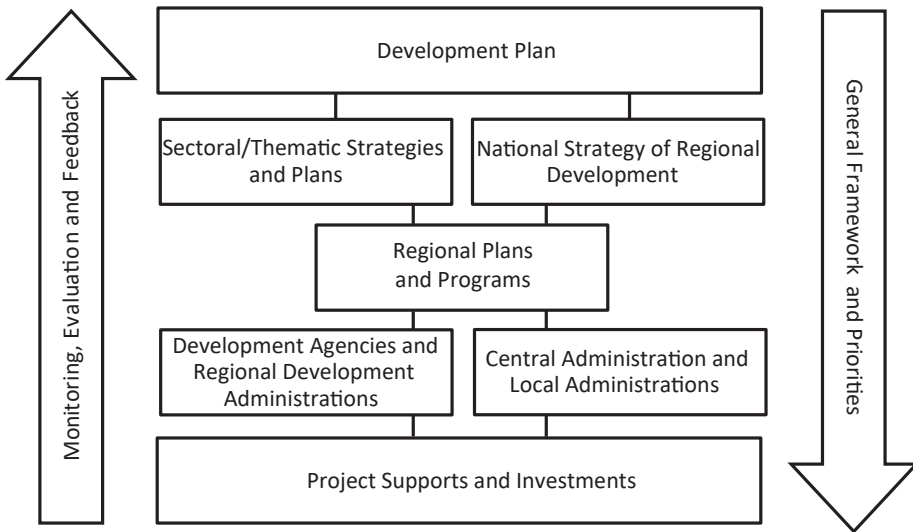 Development Plan
Sectoral/Thematic Strategies
and Plans
National Strategy of Regional
Development
Regional Plans
and Programs
Development Agencies and
Regional Development
Administrations
Central Administration and
Local Administrations
Project Supports and Investments
Monitoring, Evaluation and Feedback
General Framework and Priorities